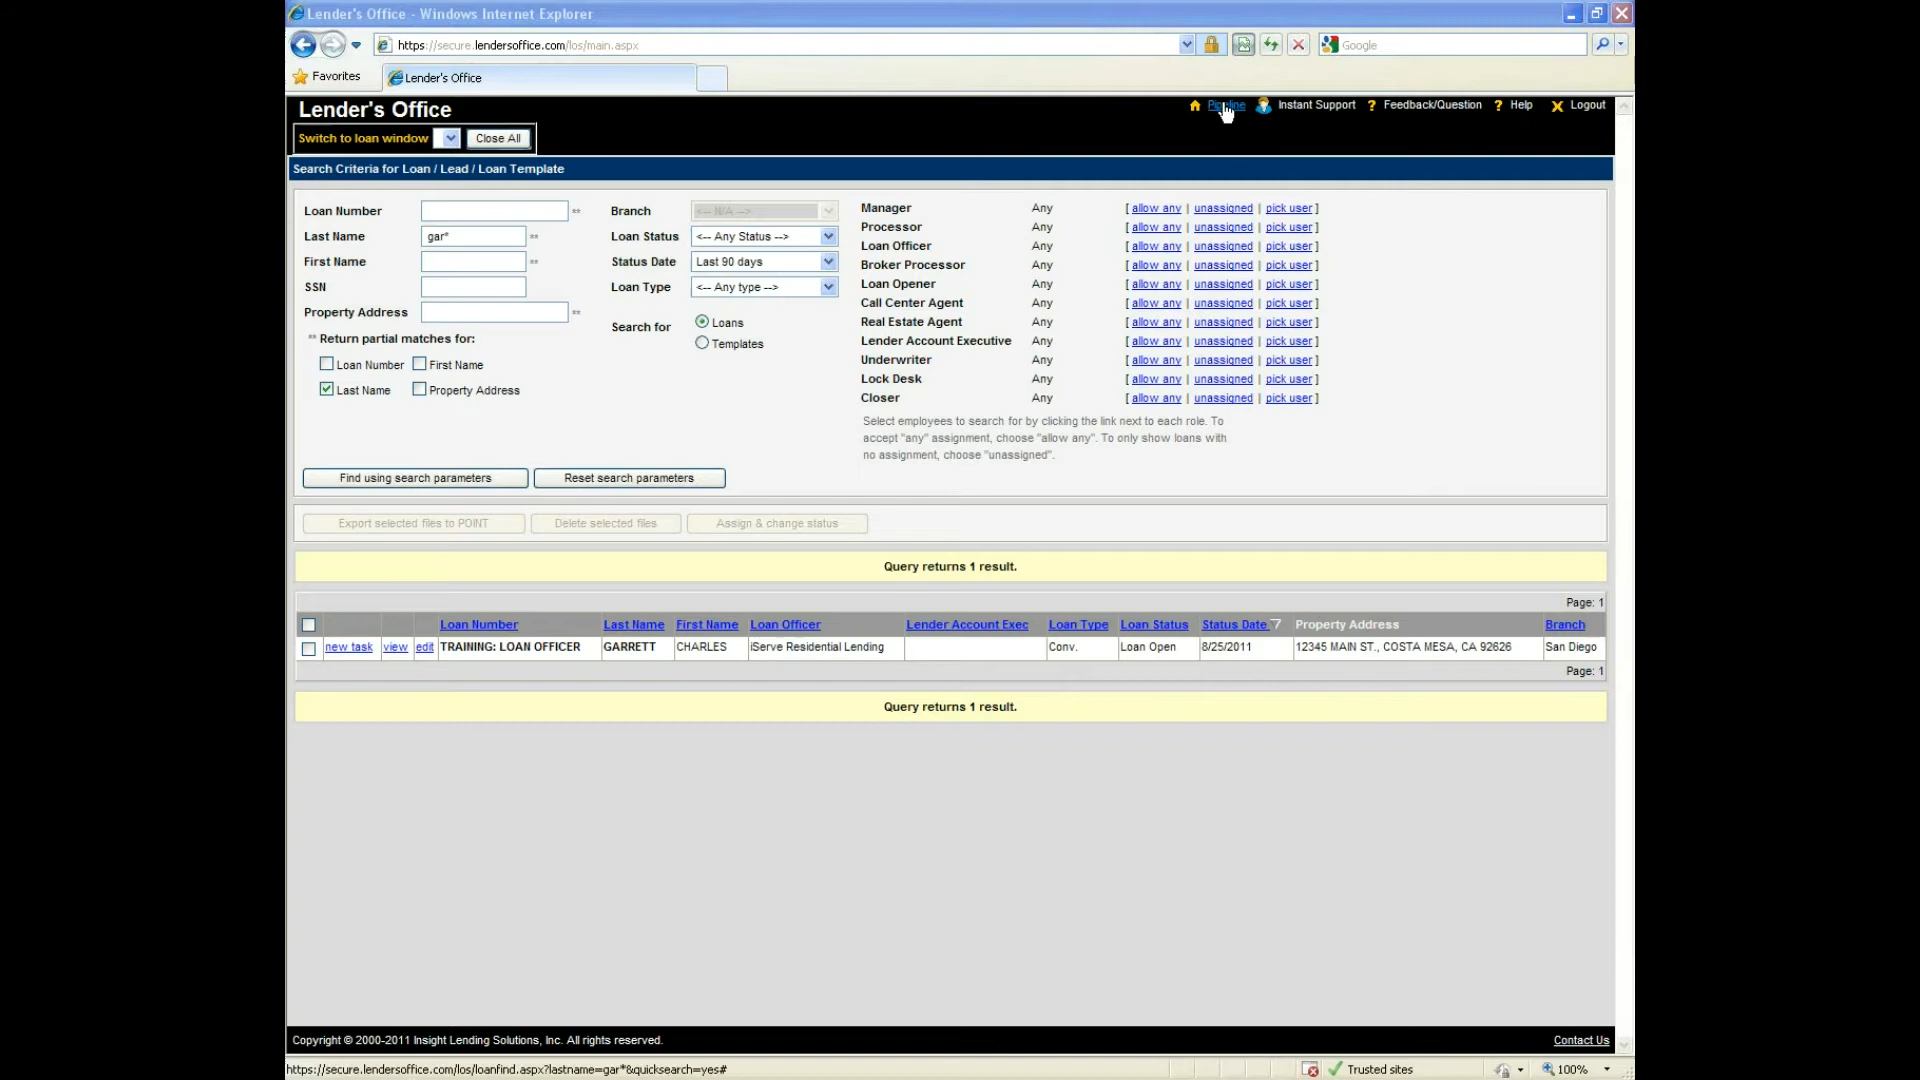 Lender's Office - Windows Internet Explorer
https://secure.lendersoffice.com/los/main.aspx
Google
Favorites
Lender's Office
Lender's Office
Pipeline Instant Support ? Feedback/Question ? Help X Logout
Switch to loan window Close All
Search Criteria for Loan / Lead / Loan Template
Loan Number ** Branch <-- N/A --> Manager Any [ allow any | unassigned | pick user ]
Processor Any [ allow any | unassigned | pick user ]
Last Name gar* ** Loan Status <-- Any Status --> Loan Officer Any [ allow any | unassigned | pick user ]
First Name ** Status Date Last 90 days Broker Processor Any [ allow any | unassigned | pick user ]
SSN Loan Type <-- Any type --> Loan Opener Any [ allow any | unassigned | pick user ]
Call Center Agent Any [ allow any | unassigned | pick user ]
Property Address ** Search for Loans Real Estate Agent Any [ allow any | unassigned | pick user ]
** Return partial matches for: Templates Lender Account Executive Any [ allow any | unassigned | pick user ]
Loan Number First Name Underwriter Any [ allow any | unassigned | pick user ]
Last Name Property Address Lock Desk Any [ allow any | unassigned | pick user ]
Closer Any [ allow any | unassigned | pick user ]
Select employees to search for by clicking the link next to each role. To
accept "any" assignment, choose "allow any". To only show loans with
no assignment, choose "unassigned".
Find using search parameters Reset search parameters
Export selected files to POINT Delete selected files Assign & change status
Query returns 1 result.
Page: 1
Loan Number Last Name First Name Loan Officer Lender Account Exec Loan Type Loan Status Status Date Property Address Branch
new task view edit TRAINING: LOAN OFFICER GARRETT CHARLES iServe Residential Lending Conv. Loan Open 8/25/2011 12345 MAIN ST., COSTA MESA, CA 92626 San Diego
Page: 1
Query returns 1 result.
Copyright © 2000-2011 Insight Lending Solutions, Inc. All rights reserved. Contact Us
https://secure.lendersoffice.com/los/loanfind.aspx?lastname=gar*&quicksearch=yes# Trusted sites 100%